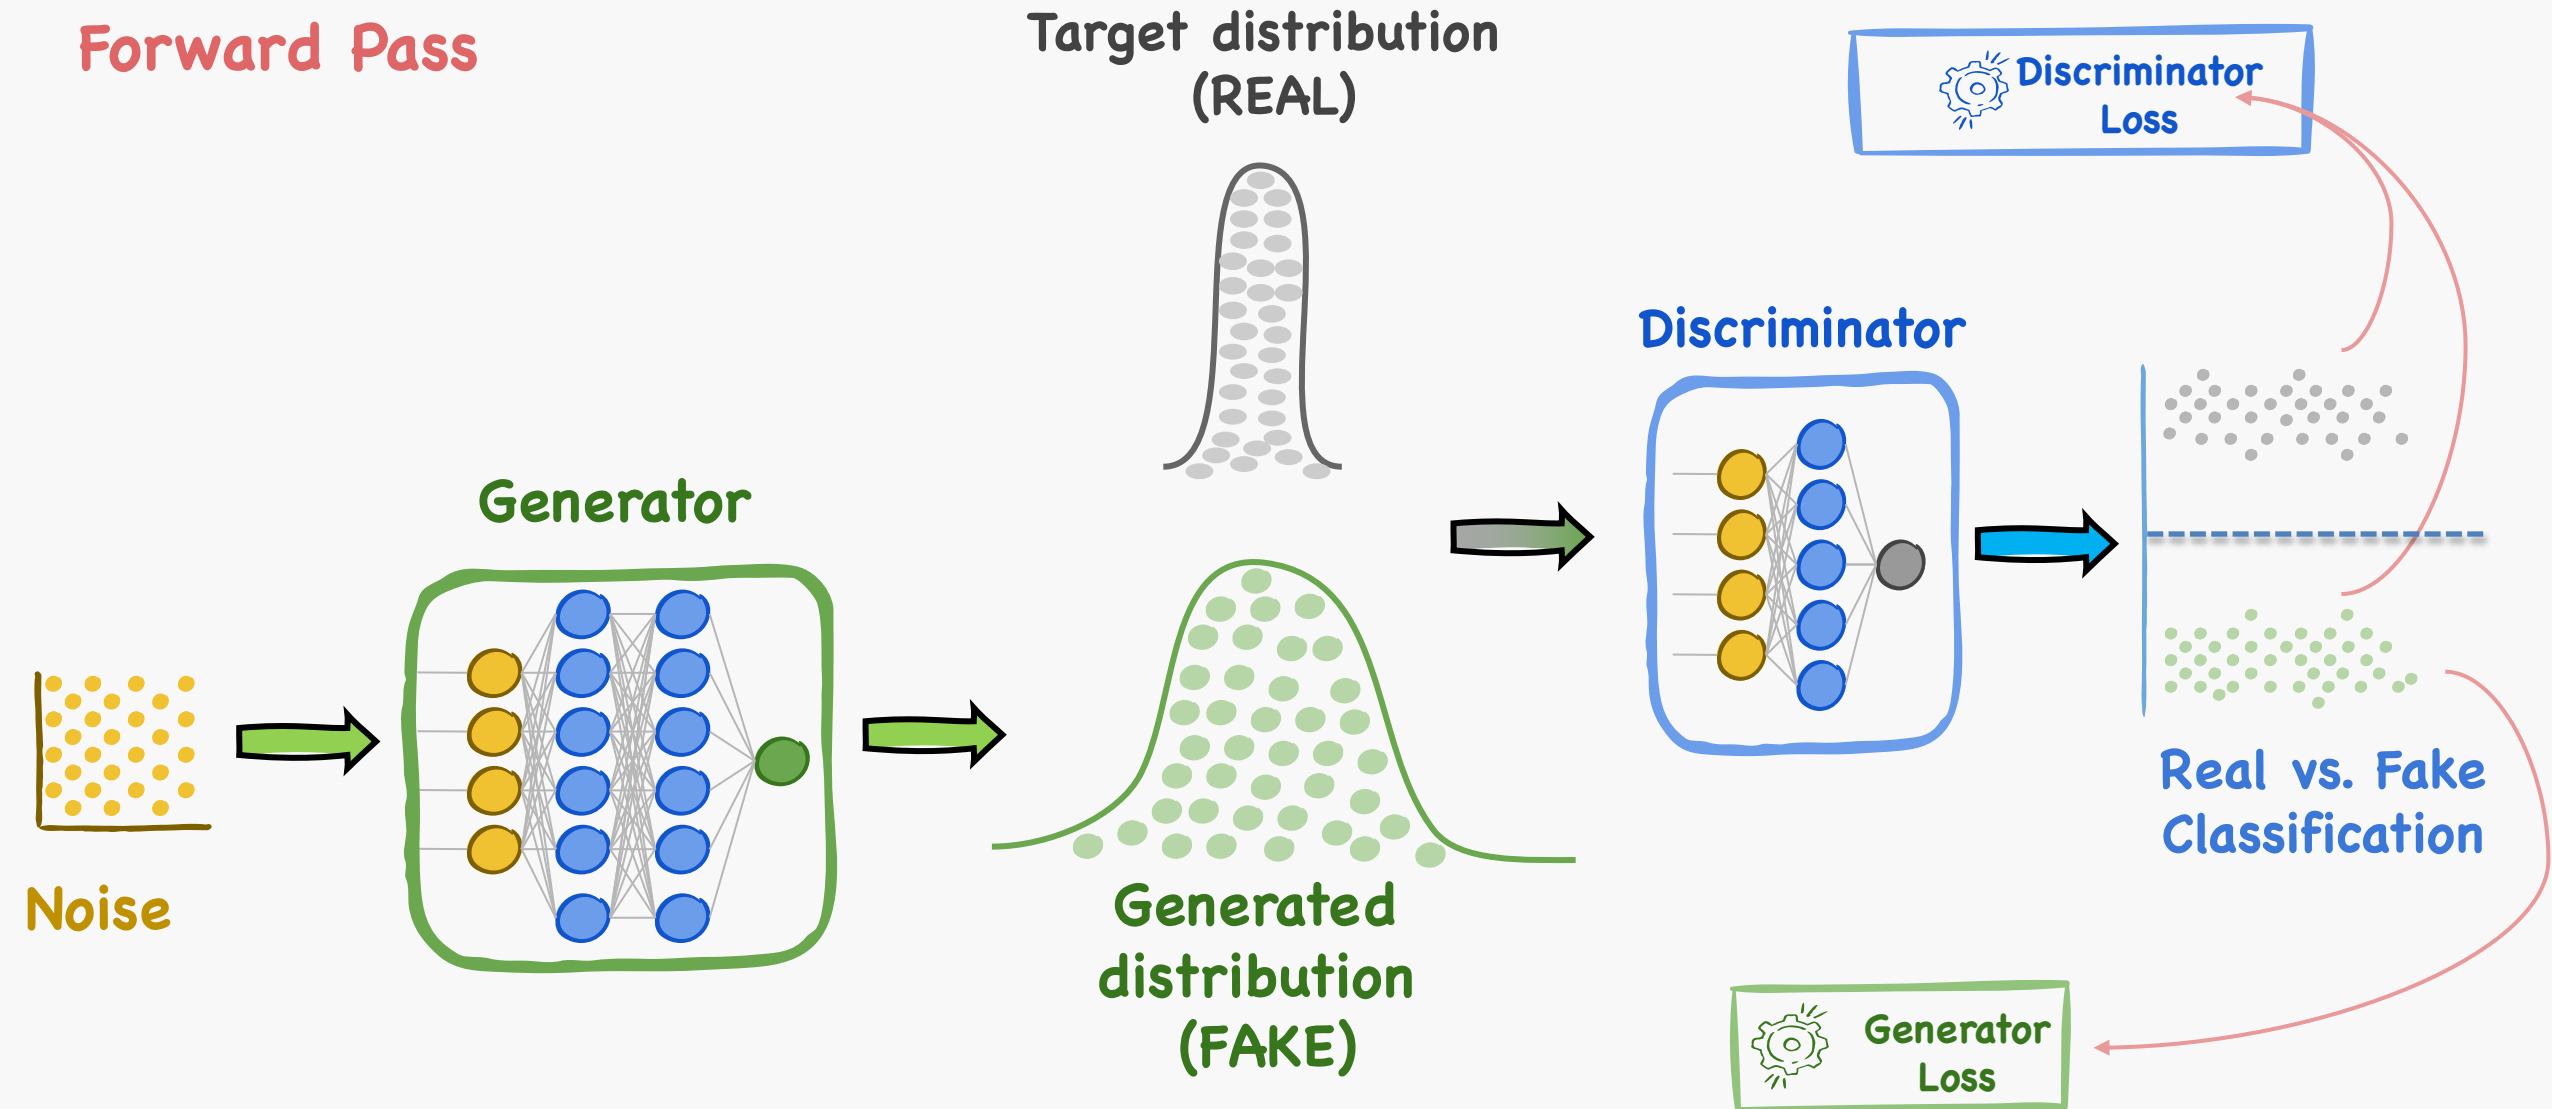 Forward Pass
Target distribution
(REAL)
Discriminator
Loss
Discriminator
Generator
Noise
Real vs. Fake
Classification
Generated
distribution
(FAKE)
Generator
Loss